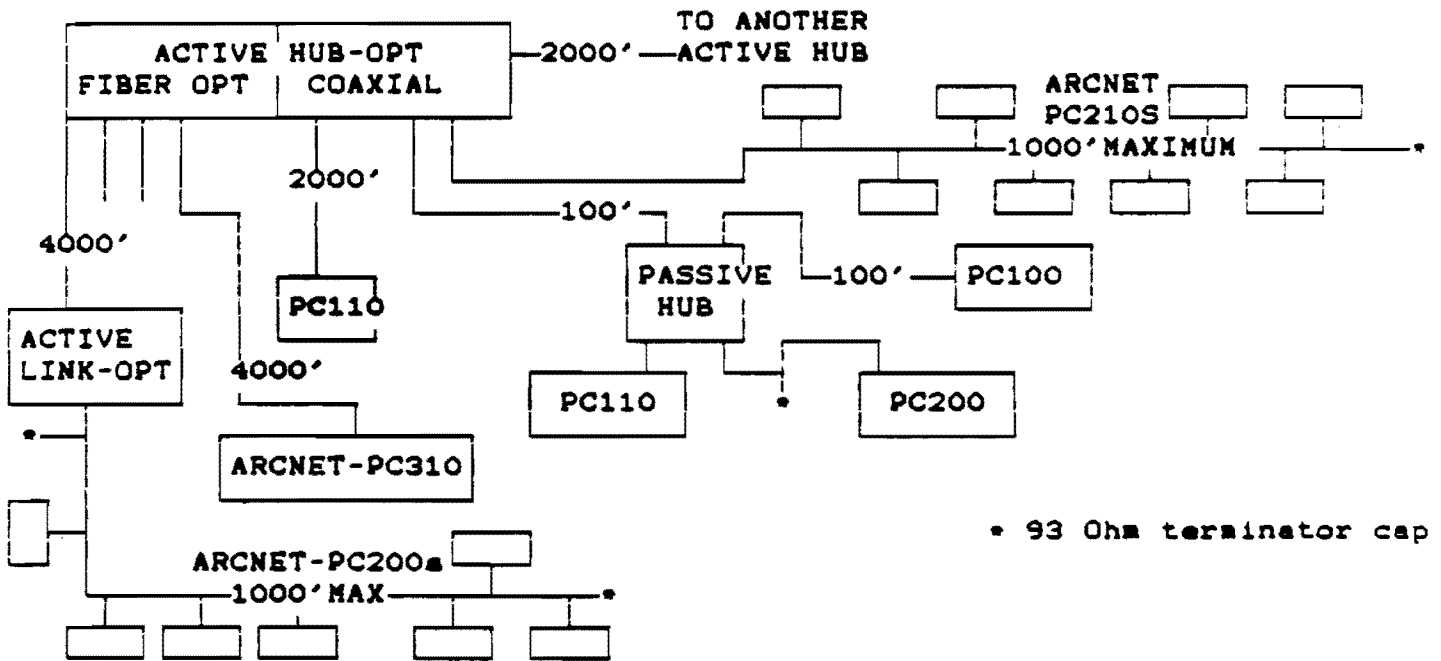 TO ANOTHER
ACTIVE HUB
2000'
ACTIVE HUB-OPT
FIBER OPT COAXIAL
ARCNET
PC210S
1000'MAXIMUM *
2000'
100'
4000'
PASSIVE
HUB
100'
PC100
PC110
ACTIVE
LINK-OPT
4000'
PC110
*
PC200
*
ARCNET-PC310
* 93 Ohm terminator cap
ARCNET-PC200s
1000'MAX *